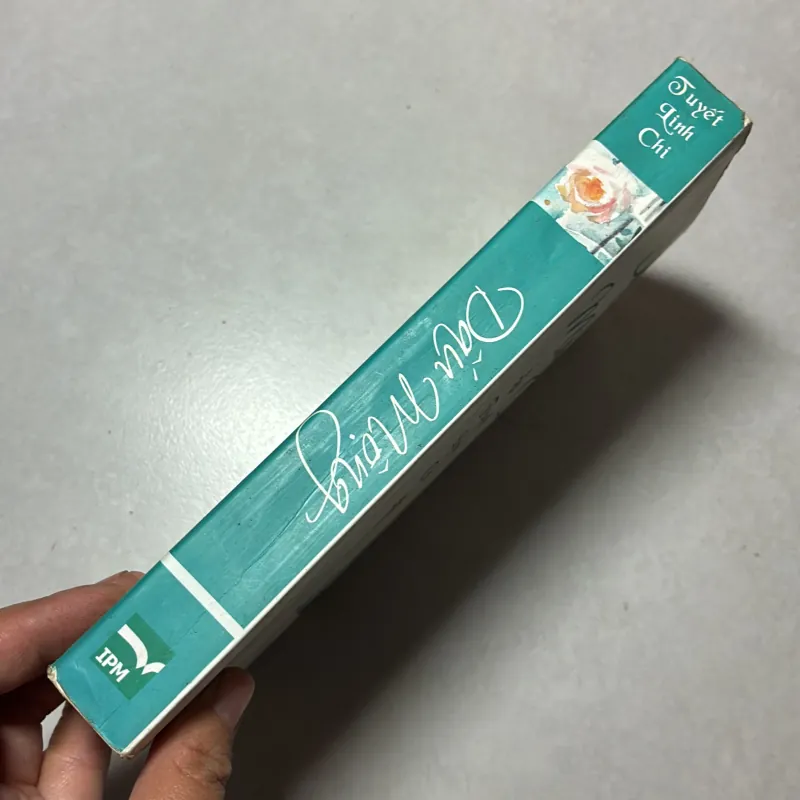 Tuyết
Linh
Chi
Dấu Mộng
IPM